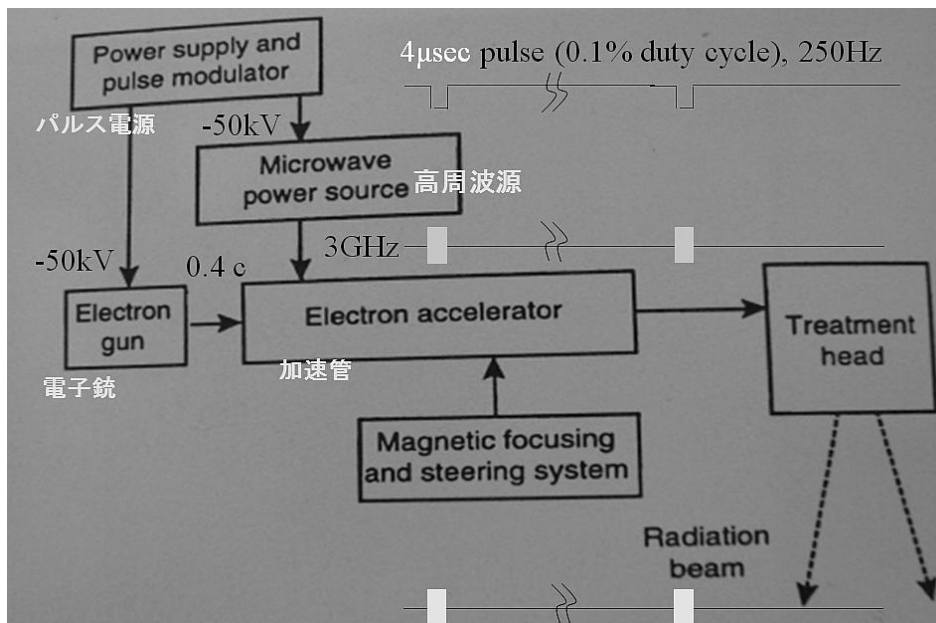 Power supply and
pulse modulator
4μsec pulse (0.1% duty cycle), 250Hz
パルス電源
-50kV
Microwave
power source
高周波源
-50kV
0.4 c
3GHz
Electron
gun
電子銃
Electron accelerator
加速管
Treatment
head
Magnetic focusing
and steering system
Radiation
beam